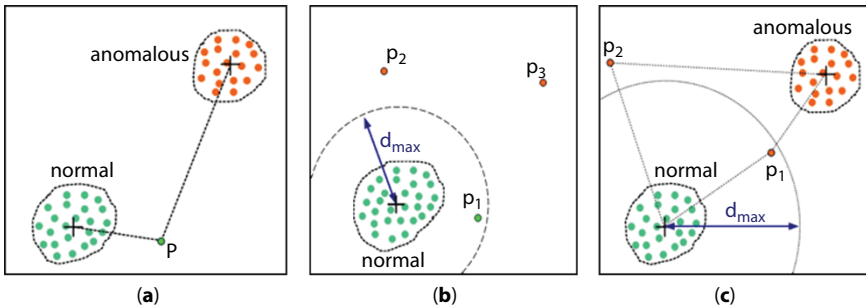 anomalous
normal
P
(a)
p2
p3
dmax
p1
normal
(b)
p2
anomalous
p1
normal
dmax
(c)